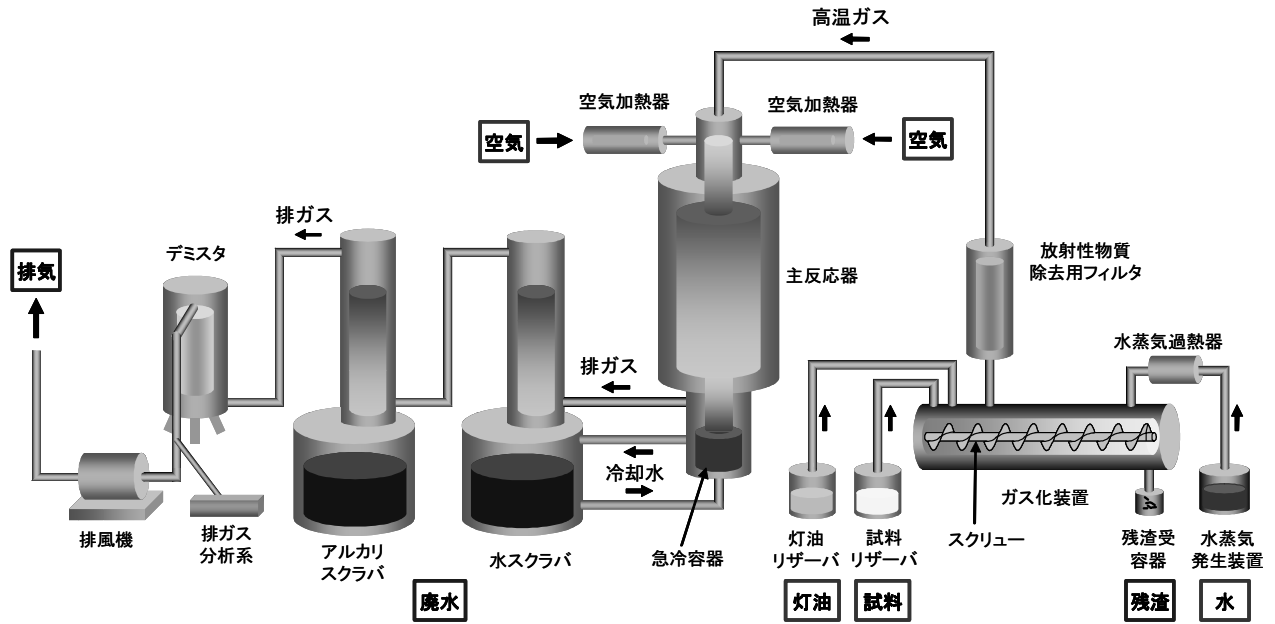 高温ガス
空気加熱器
空気加熱器
空気
空気
排ガス
デミスタ
排気
放射性物質
除去用フィルタ
主反応器
水蒸気過熱器
排ガス
冷却水
排風機
排ガス
分析系
アルカリ
スクラバ
水スクラバ
急冷容器
灯油
リザーバ
試料
リザーバ
スクリュー
ガス化装置
残渣受
容器
水蒸気
発生装置
廃水
灯油
試料
残渣
水